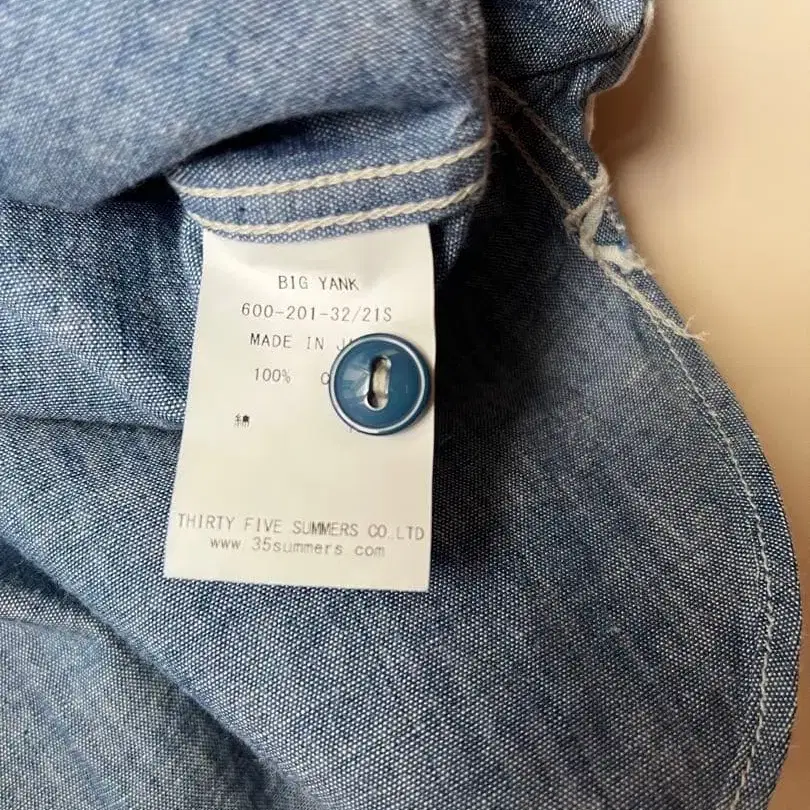 BIG YANK
600-201-32/21S
MADE IN
100%
綿
THIRTY FIVE SUMMERS CO.,LTD
www.35summers.com